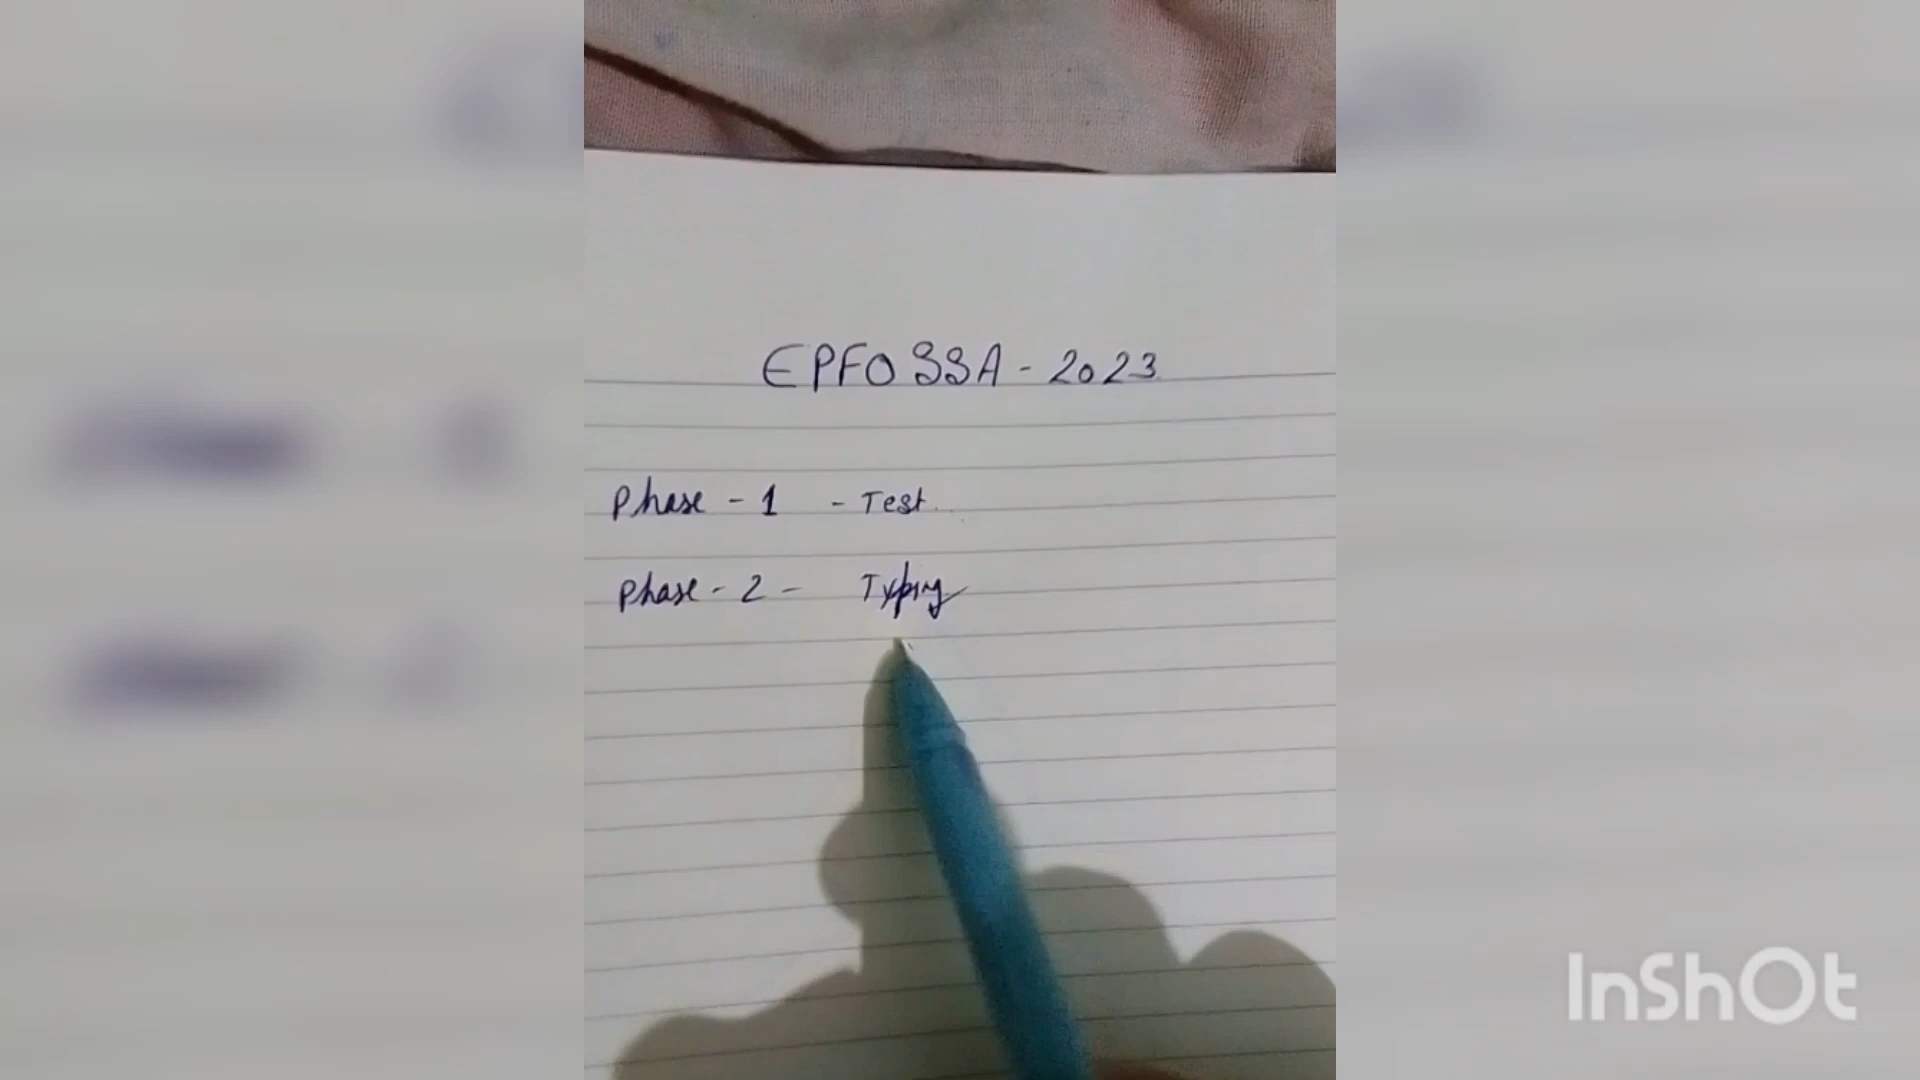 EPFO SSA - 2023
Phase - 1 - Test.
Phase - 2 - Typing
InShOt